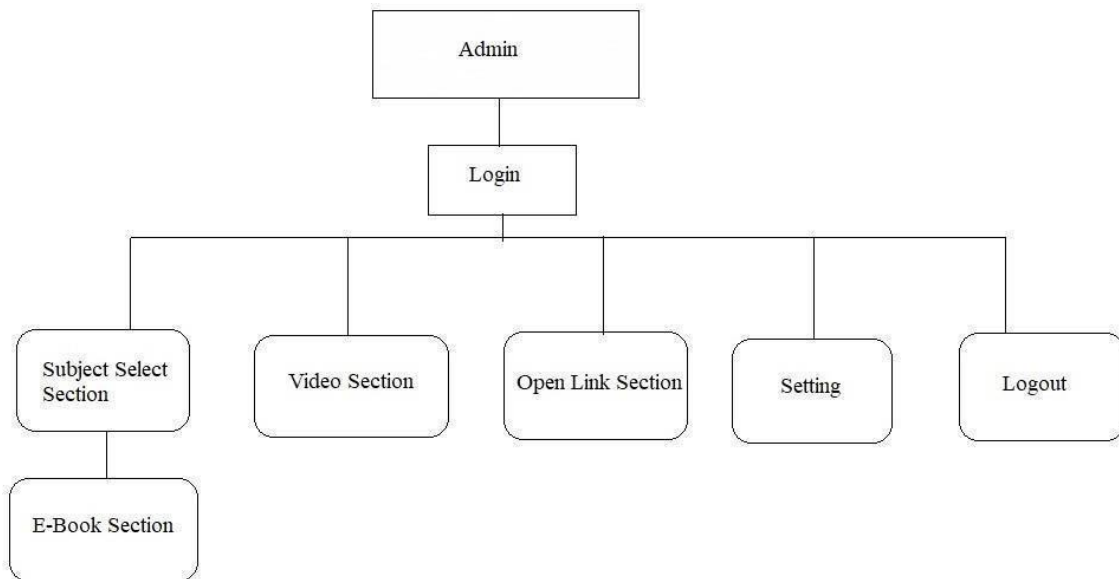 Admin
Login
Subject Select
Section
Video Section
Open Link Section
Setting
Logout
E-Book Section